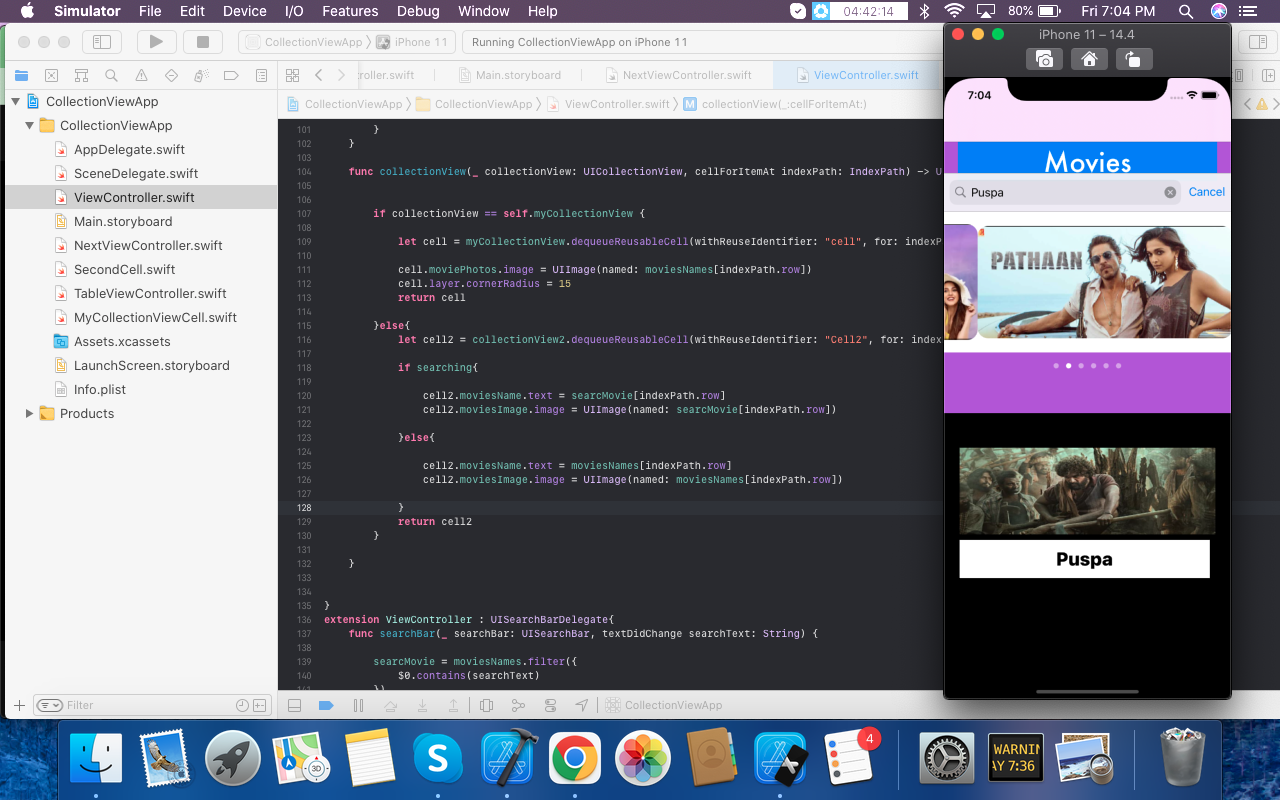 Simulator File Edit Device I/O Features Debug Window Help 04:42:14 80% Fri 7:04 PM
CollectionViewApp iPhone 11 Running CollectionViewApp on iPhone 11
roller.swift Main.storyboard NextViewController.swift ViewController.swift
CollectionViewApp CollectionViewApp ViewController.swift M collectionView(_:cellForItemAt:)
CollectionViewApp
CollectionViewApp
AppDelegate.swift
SceneDelegate.swift
ViewController.swift
Main.storyboard
NextViewController.swift
SecondCell.swift
TableViewController.swift
MyCollectionViewCell.swift
Assets.xcassets
LaunchScreen.storyboard
Info.plist
Products
Filter
101 }
102 }
103
104 func collectionView(_ collectionView: UICollectionView, cellForItemAt indexPath: IndexPath) -> U
105
106
107 if collectionView == self.myCollectionView {
108
109 let cell = myCollectionView.dequeueReusableCell(withReuseIdentifier: "cell", for: indexP
110
111 cell.moviePhotos.image = UIImage(named: moviesNames[indexPath.row])
112 cell.layer.cornerRadius = 15
113 return cell
114
115 }else{
116 let cell2 = collectionView2.dequeueReusableCell(withReuseIdentifier: "Cell2", for: index
117
118 if searching{
119
120 cell2.moviesName.text = searcMovie[indexPath.row]
121 cell2.moviesImage.image = UIImage(named: searcMovie[indexPath.row])
122
123 }else{
124
125 cell2.moviesName.text = moviesNames[indexPath.row]
126 cell2.moviesImage.image = UIImage(named: moviesNames[indexPath.row])
127
128 }
129 return cell2
130 }
131
132 }
133
134
135 }
136 extension ViewController : UISearchBarDelegate{
137 func searchBar(_ searchBar: UISearchBar, textDidChange searchText: String) {
138
139 searcMovie = moviesNames.filter({
140 $0.contains(searchText)
141 })
CollectionViewApp
iPhone 11 – 14.4
7:04
Movies
Puspa Cancel
PATHAAN
Puspa
3D
S
4
WARNIN
AY 7:36